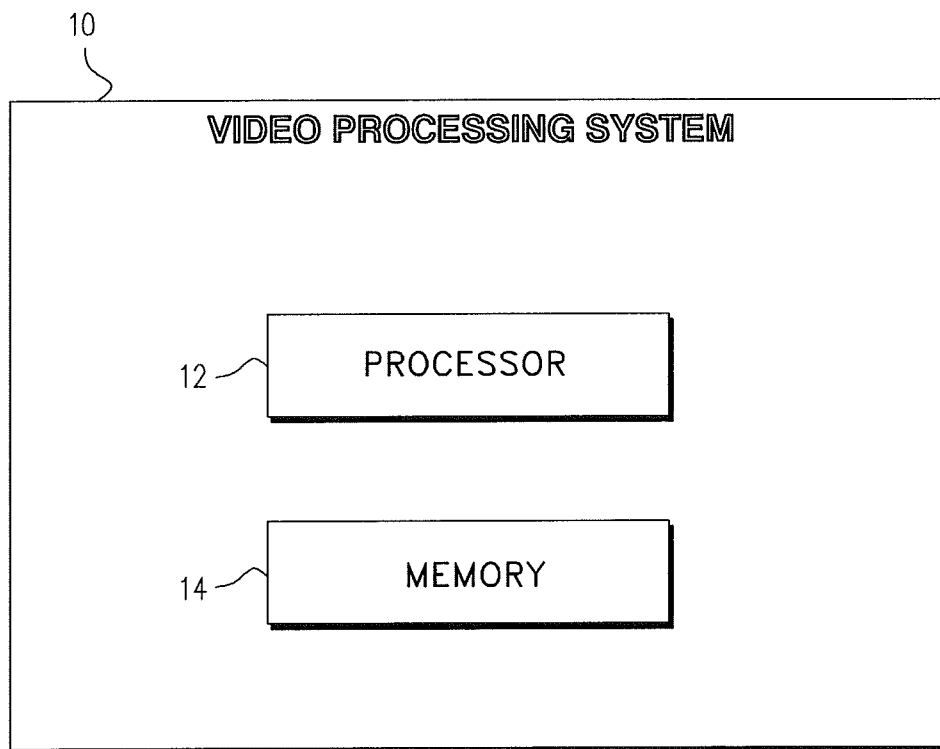 10
VIDEO PROCESSING SYSTEM
12
PROCESSOR
14
MEMORY